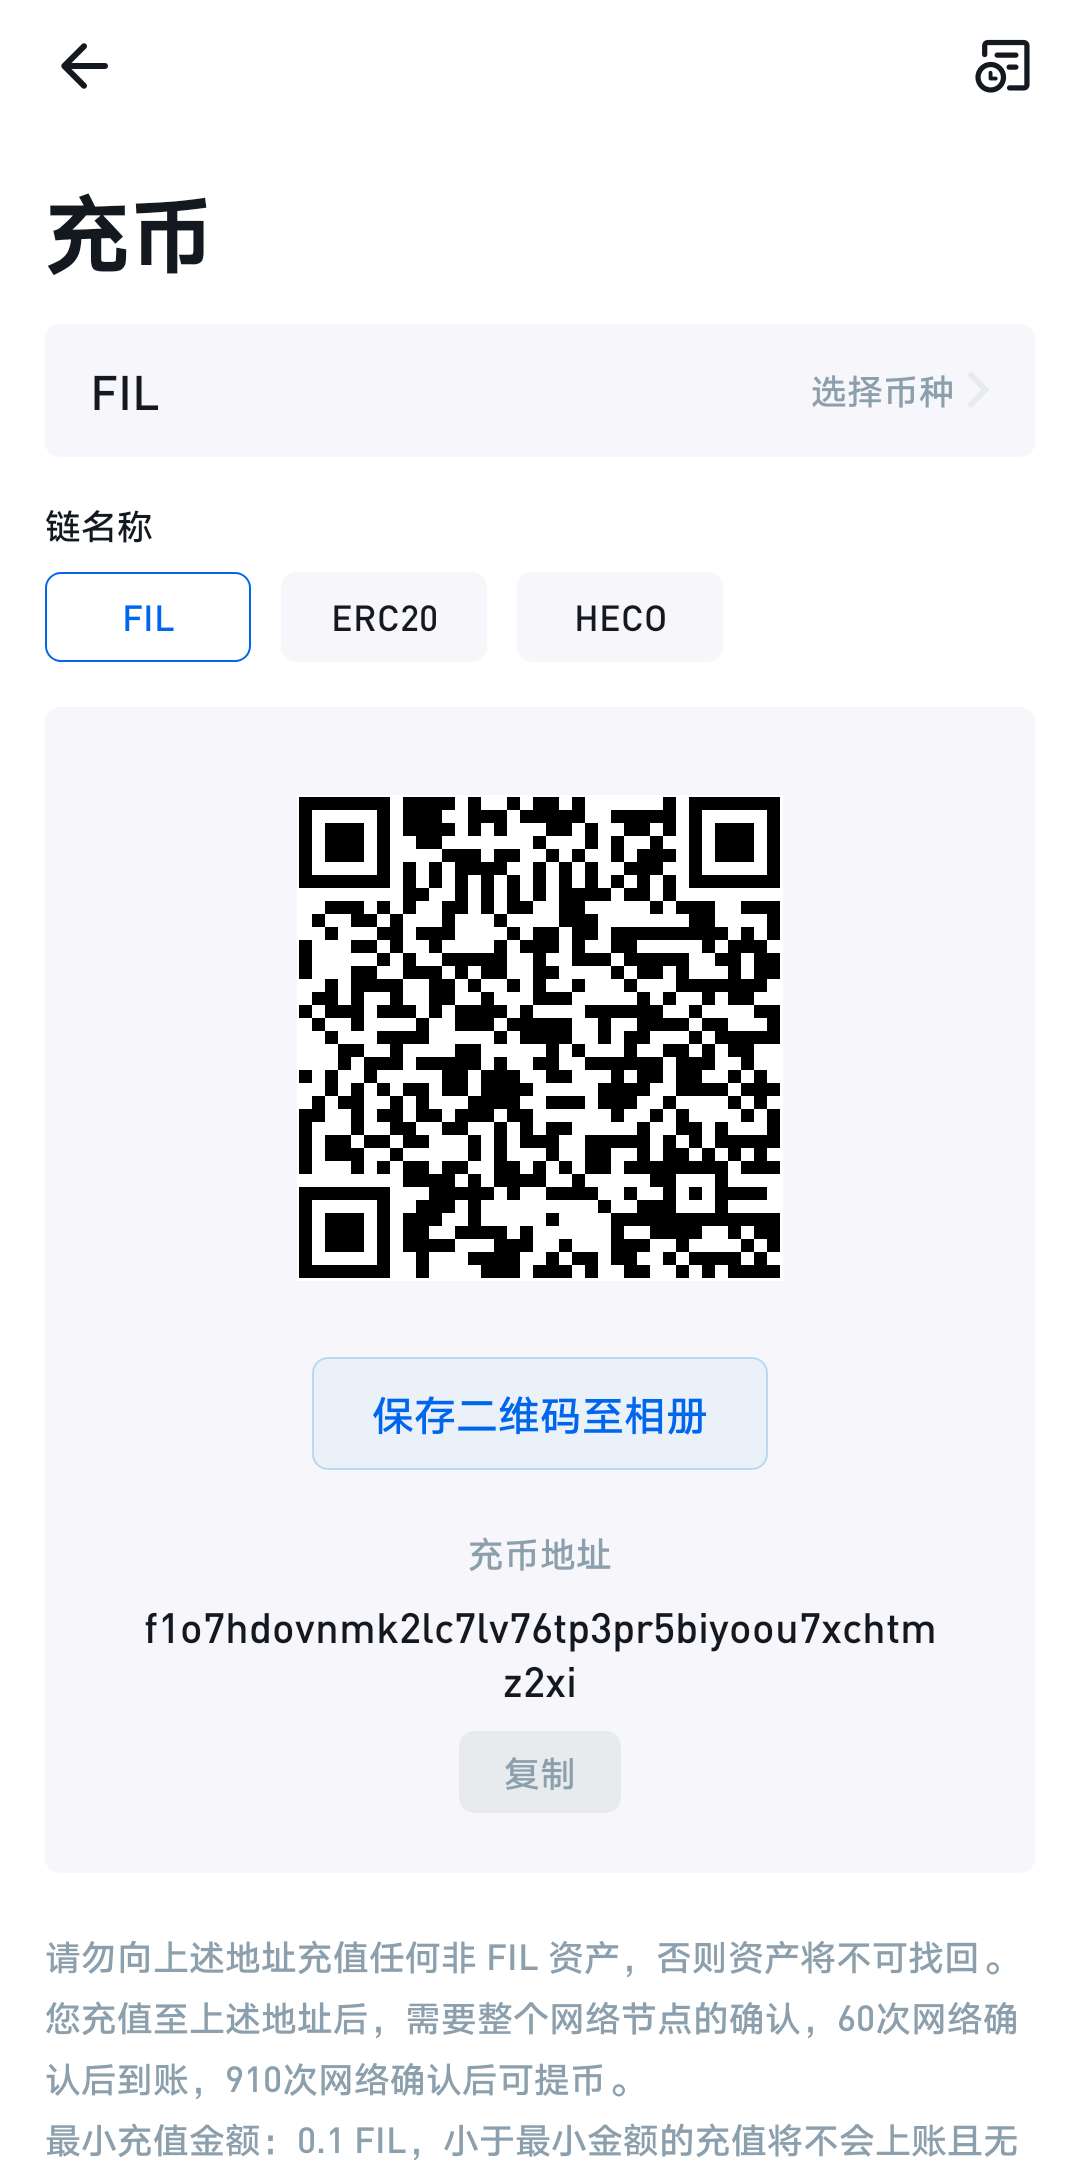 充币
FIL 选择币种
链名称
FIL ERC20 HECO
保存二维码至相册
充币地址
f1o7hdovnmk2lc7lv76tp3pr5biyoou7xchtm
z2xi
复制
请勿向上述地址充值任何非 FIL 资产，否则资产将不可找回。
您充值至上述地址后，需要整个网络节点的确认，60次网络确
认后到账，910次网络确认后可提币。
最小充值金额：0.1 FIL，小于最小金额的充值将不会上账且无